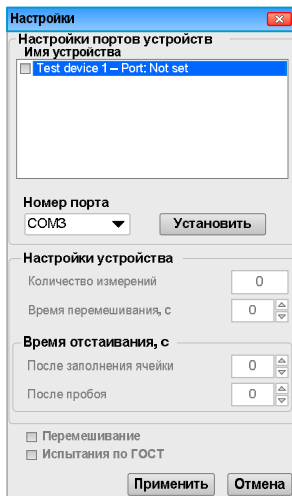 Настройки
Настройки портов устройств
Имя устройства
Test device 1 – Port: Not set
Номер порта
COM3
Установить
Настройки устройства
Количество измерений 0
Время перемешивания, с 0
Время отстаивания, с
После заполнения ячейки 0
После пробоя 0
Перемешивание
Испытания по ГОСТ
Применить Отмена